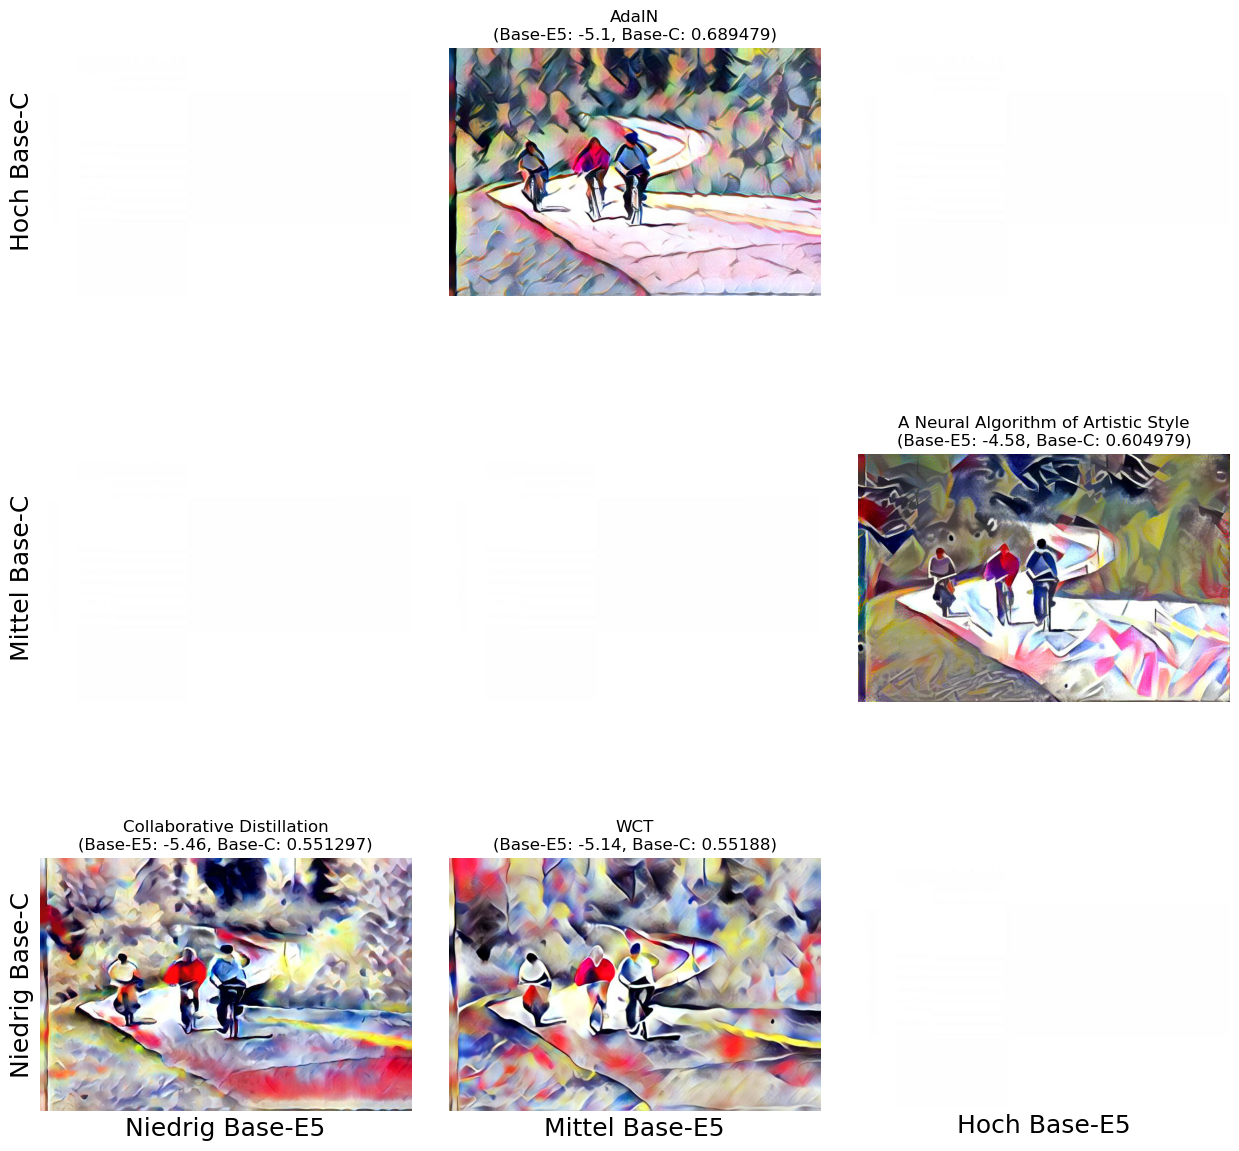 AdaIN
(Base-E5: -5.1, Base-C: 0.689479)
Hoch Base-C
A Neural Algorithm of Artistic Style
(Base-E5: -4.58, Base-C: 0.604979)
Mittel Base-C
Collaborative Distillation
(Base-E5: -5.46, Base-C: 0.551297)
WCT
(Base-E5: -5.14, Base-C: 0.55188)
Niedrig Base-C
Niedrig Base-E5
Mittel Base-E5
Hoch Base-E5